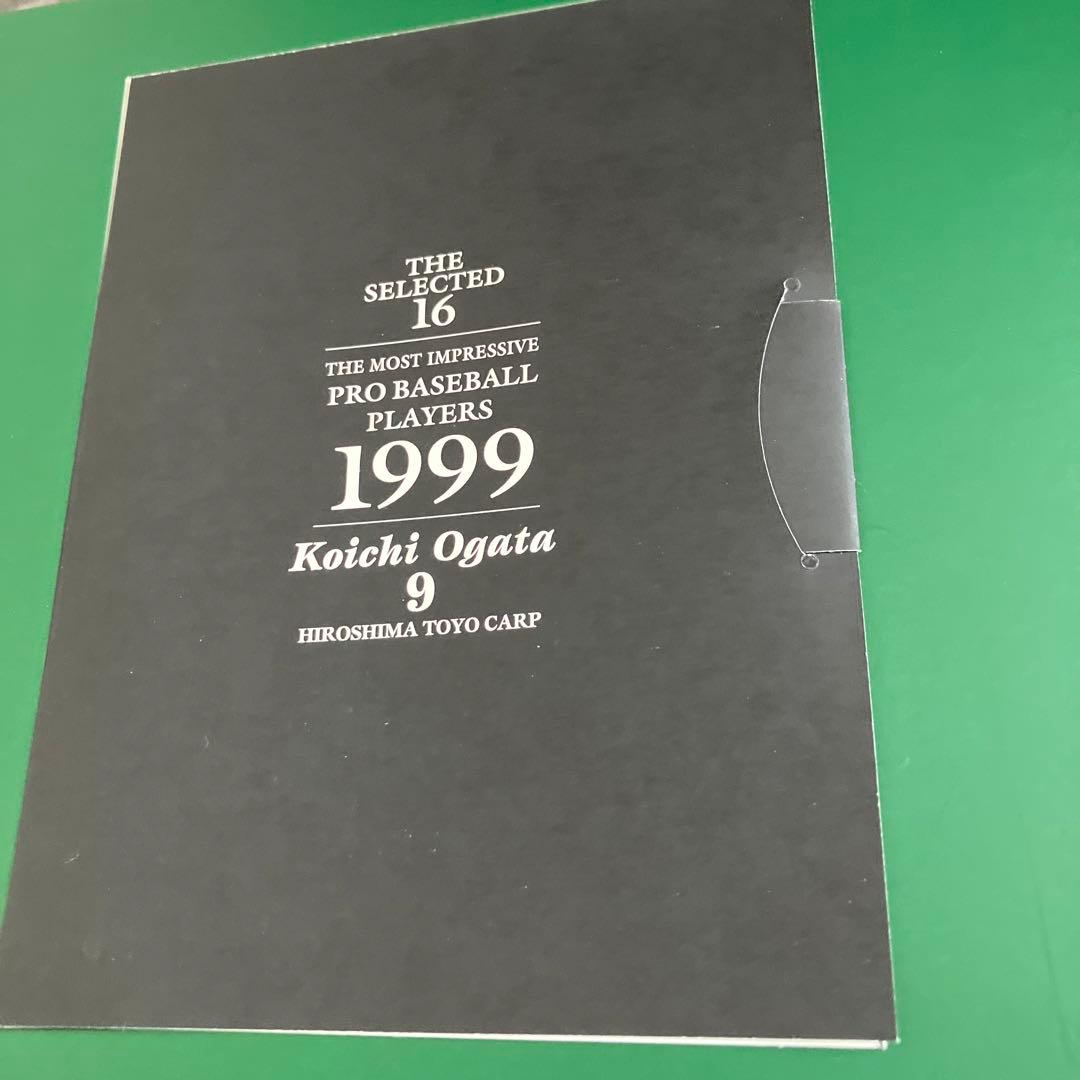 THE
SELECTED
16
THE MOST IMPRESSIVE
PRO BASEBALL
PLAYERS
1999
Koichi Ogata
9
HIROSHIMA TOYO CARP